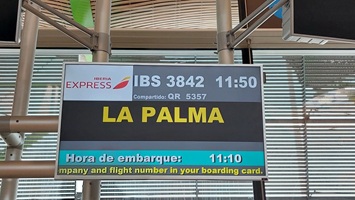 IBERIA
EXPRESS
IBS 3842 11:50
Compartido: QR 5357
LA PALMA
Hora de embarque: 11:10
mpany and flight number in your boarding card.